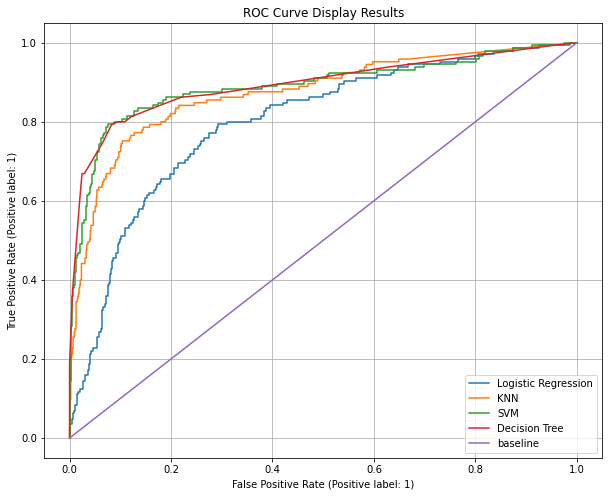 ROC Curve Display Results
True Positive Rate (Positive label: 1)
1.0
0.8
0.6
0.4
0.2
0.0
Logistic Regression
KNN
SVM
Decision Tree
baseline
0.0 0.2 0.4 0.6 0.8 1.0
False Positive Rate (Positive label: 1)